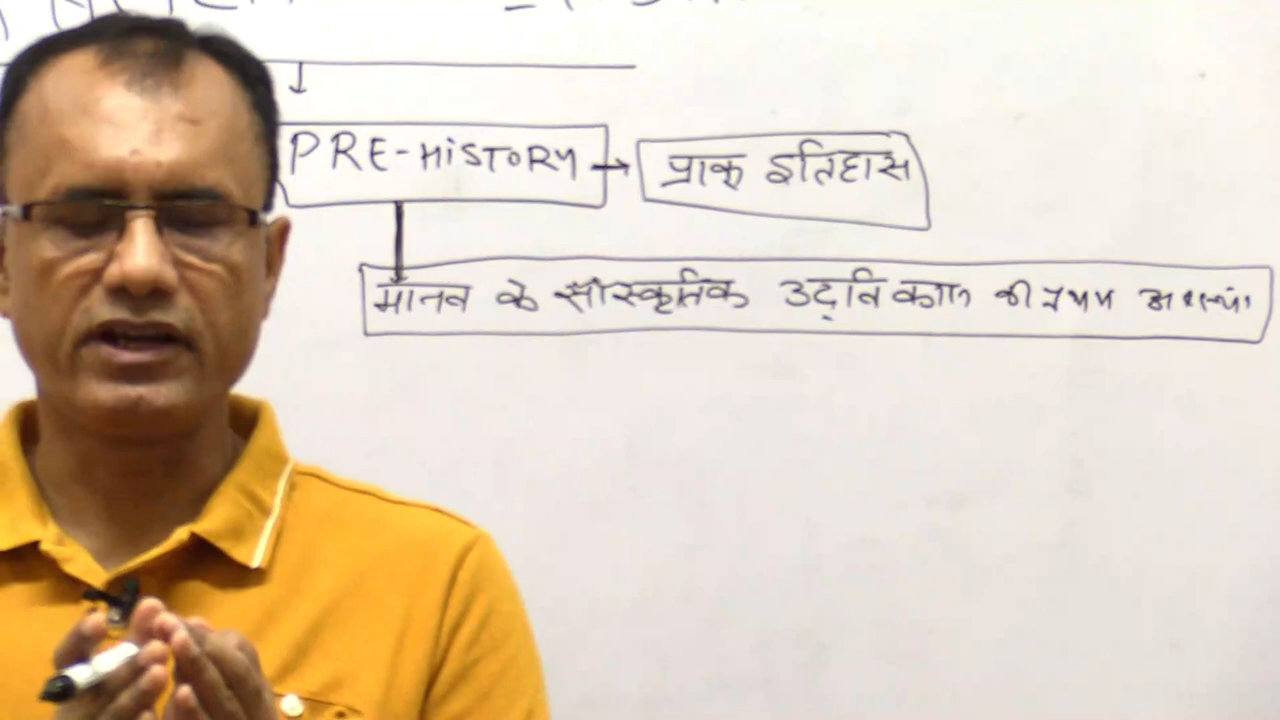 PRE-HiSTORY → प्राक् इतिहास
मानव के सांस्कृतिक उद्वि काल की प्रथम अवस्था